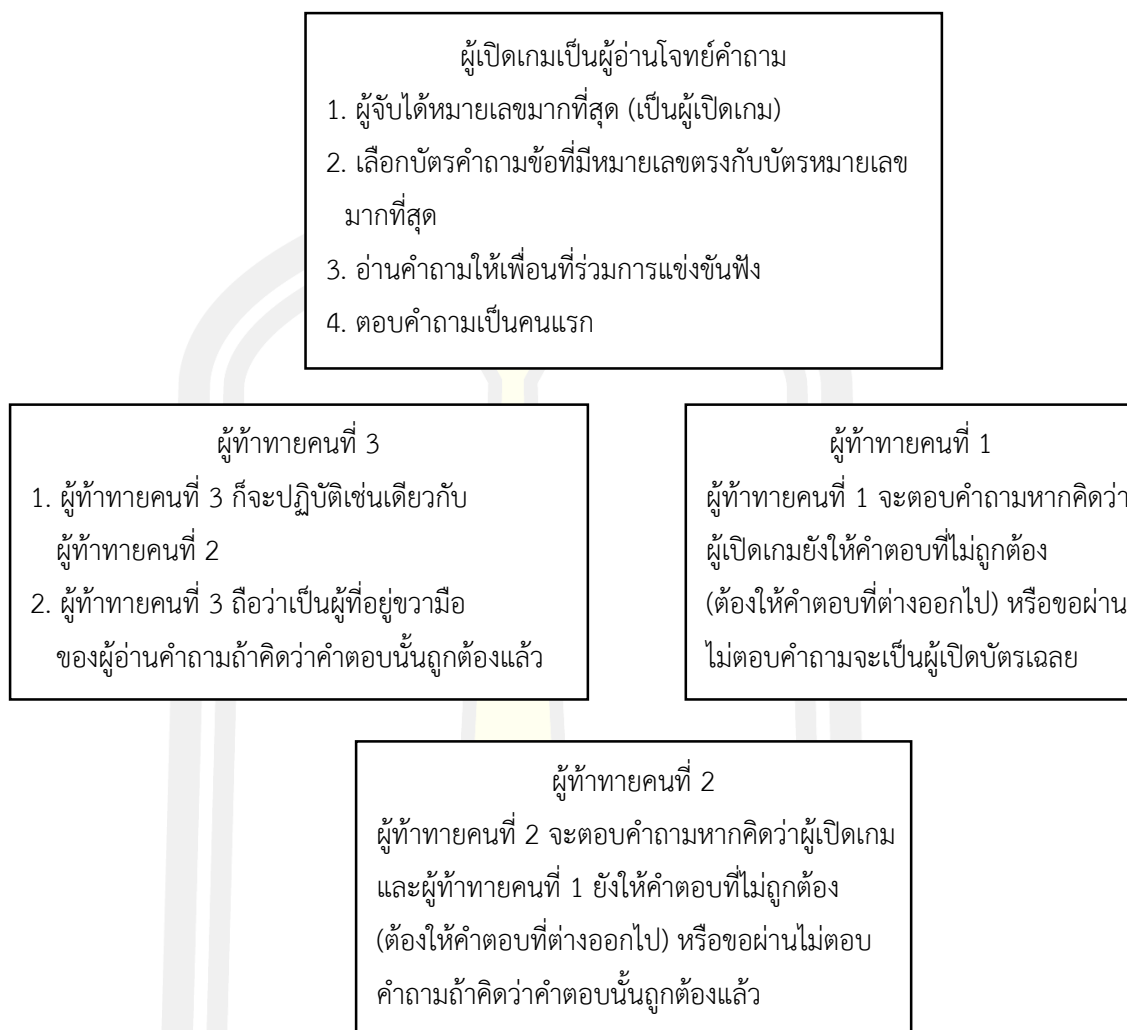 ผู้เปิดเกมเป็นผู้อ่านโจทย์คำถาม
1. ผู้จับได้หมายเลขมากที่สุด (เป็นผู้เปิดเกม)
2. เลือกบัตรคำถามข้อที่มีหมายเลขตรงกับบัตรหมายเลข
มากที่สุด
3. อ่านคำถามให้เพื่อนที่ร่วมการแข่งขันฟัง
4. ตอบคำถามเป็นคนแรก
ผู้ท้าทายคนที่ 3
1. ผู้ท้าทายคนที่ 3 ก็จะปฏิบัติเช่นเดียวกับ
ผู้ท้าทายคนที่ 2
2. ผู้ท้าทายคนที่ 3 ถือว่าเป็นผู้ที่อยู่ขวามือ
ของผู้อ่านคำถามถ้าคิดว่าคำตอบนั้นถูกต้องแล้ว
ผู้ท้าทายคนที่ 1
ผู้ท้าทายคนที่ 1 จะตอบคำถามหากคิดว่า
ผู้เปิดเกมยังให้คำตอบที่ไม่ถูกต้อง
(ต้องให้คำตอบที่ต่างออกไป) หรือขอผ่าน
ไม่ตอบคำถามจะเป็นผู้เปิดบัตรเฉลย
ผู้ท้าทายคนที่ 2
ผู้ท้าทายคนที่ 2 จะตอบคำถามหากคิดว่าผู้เปิดเกม
และผู้ท้าทายคนที่ 1 ยังให้คำตอบที่ไม่ถูกต้อง
(ต้องให้คำตอบที่ต่างออกไป) หรือขอผ่านไม่ตอบ
คำถามถ้าคิดว่าคำตอบนั้นถูกต้องแล้ว